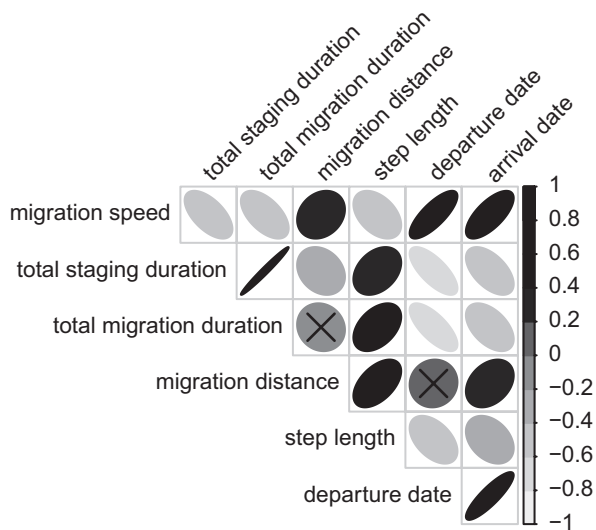 total staging duration
total migration duration
migration distance
step length
departure date
arrival date
migration speed
total staging duration
total migration duration
migration distance
step length
departure date
1
0.8
0.6
0.4
0.2
0
−0.2
−0.4
−0.6
−0.8
−1